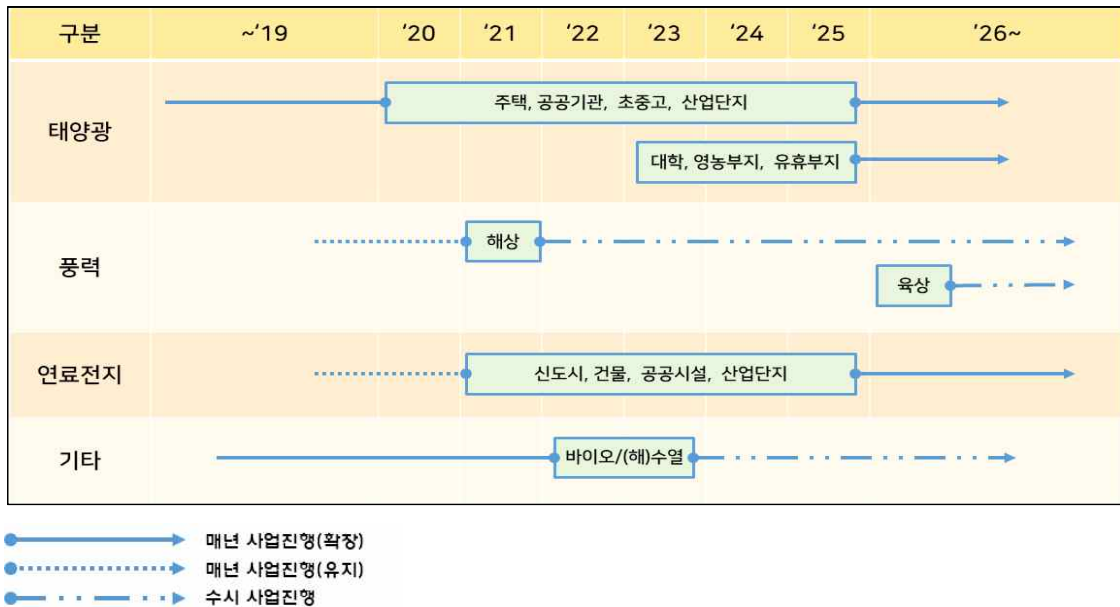 구분 ~‘19 ‘20 ‘21 ‘22 ‘23 ‘24 ‘25 ‘26~
태양광
주택, 공공기관, 초중고, 산업단지
대학, 영농부지, 유휴부지
풍력
해상
육상
연료전지
신도시, 건물, 공공시설, 산업단지
기타
바이오/(해)수열
매년 사업진행(확장)
매년 사업진행(유지)
수시 사업진행